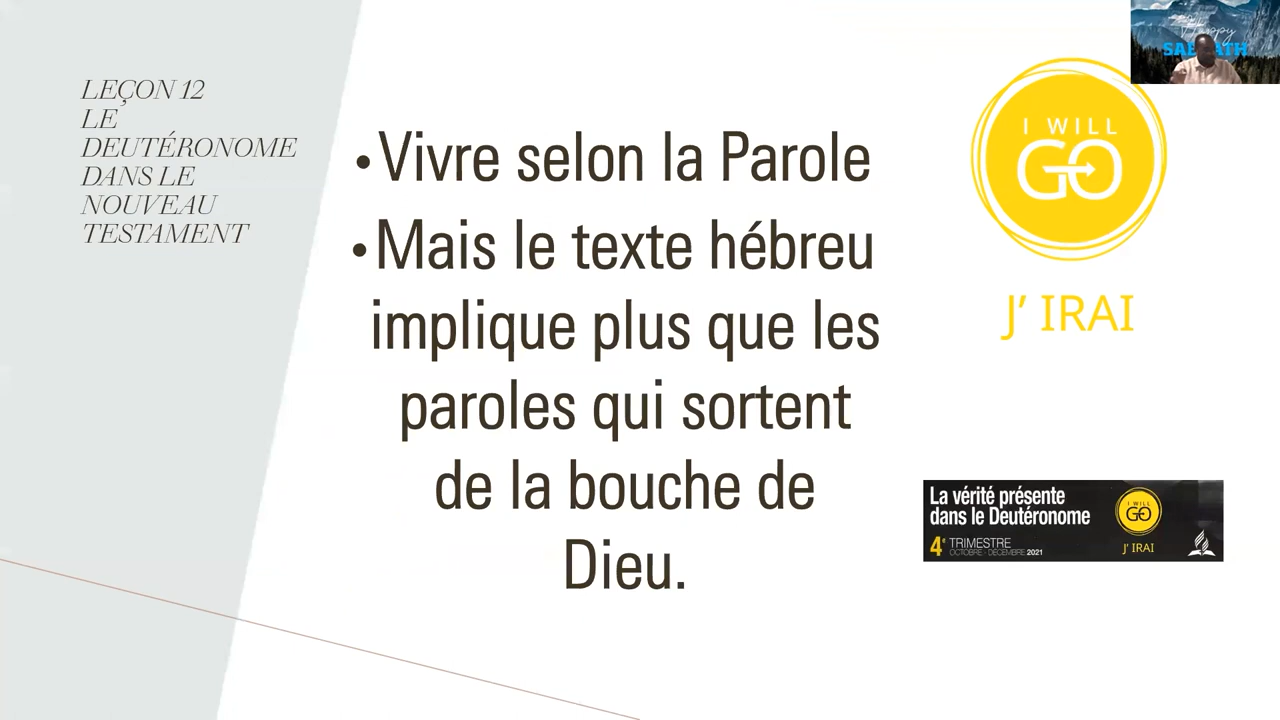 LEÇON 12
LE
DEUTÉRONOME
DANS LE
NOUVEAU
TESTAMENT
• Vivre selon la Parole
• Mais le texte hébreu
implique plus que les
paroles qui sortent
de la bouche de
Dieu.
Happy
I WILL
GO
J’ IRAI
La vérité présente
dans le Deutéronome
4e TRIMESTRE
OCTOBRE - DÉCEMBRE 2021
I WILL
GO
J’ IRAI